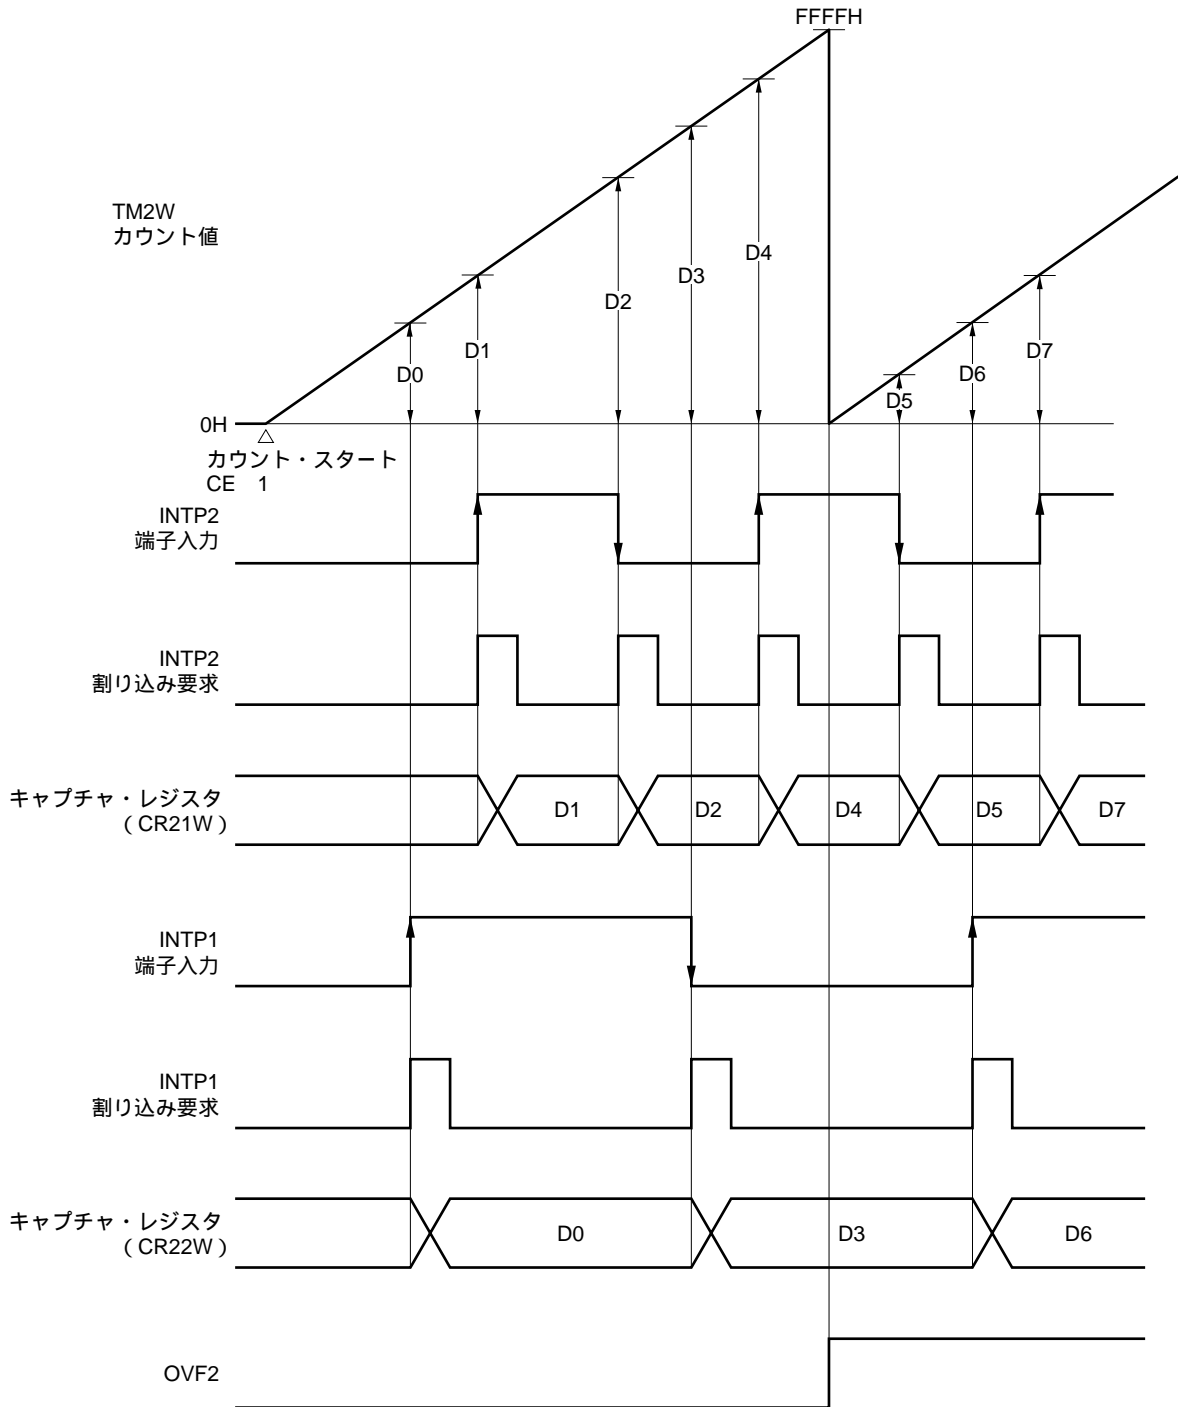 FFFFH
TM2W
カウント値
D0
D1
D2
D3
D4
D5
D6
D7
0H
カウント・スタート
CE 1
INTP2
端子入力
INTP2
割り込み要求
キャプチャ・レジスタ
( CR21W )
D1
D2
D4
D5
D7
INTP1
端子入力
INTP1
割り込み要求
キャプチャ・レジスタ
( CR22W )
D0
D3
D6
OVF2